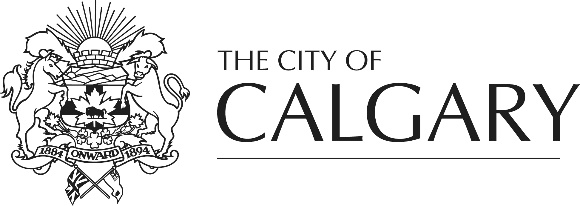 THE CITY OF
CALGARY
1884 ONWARD 1894